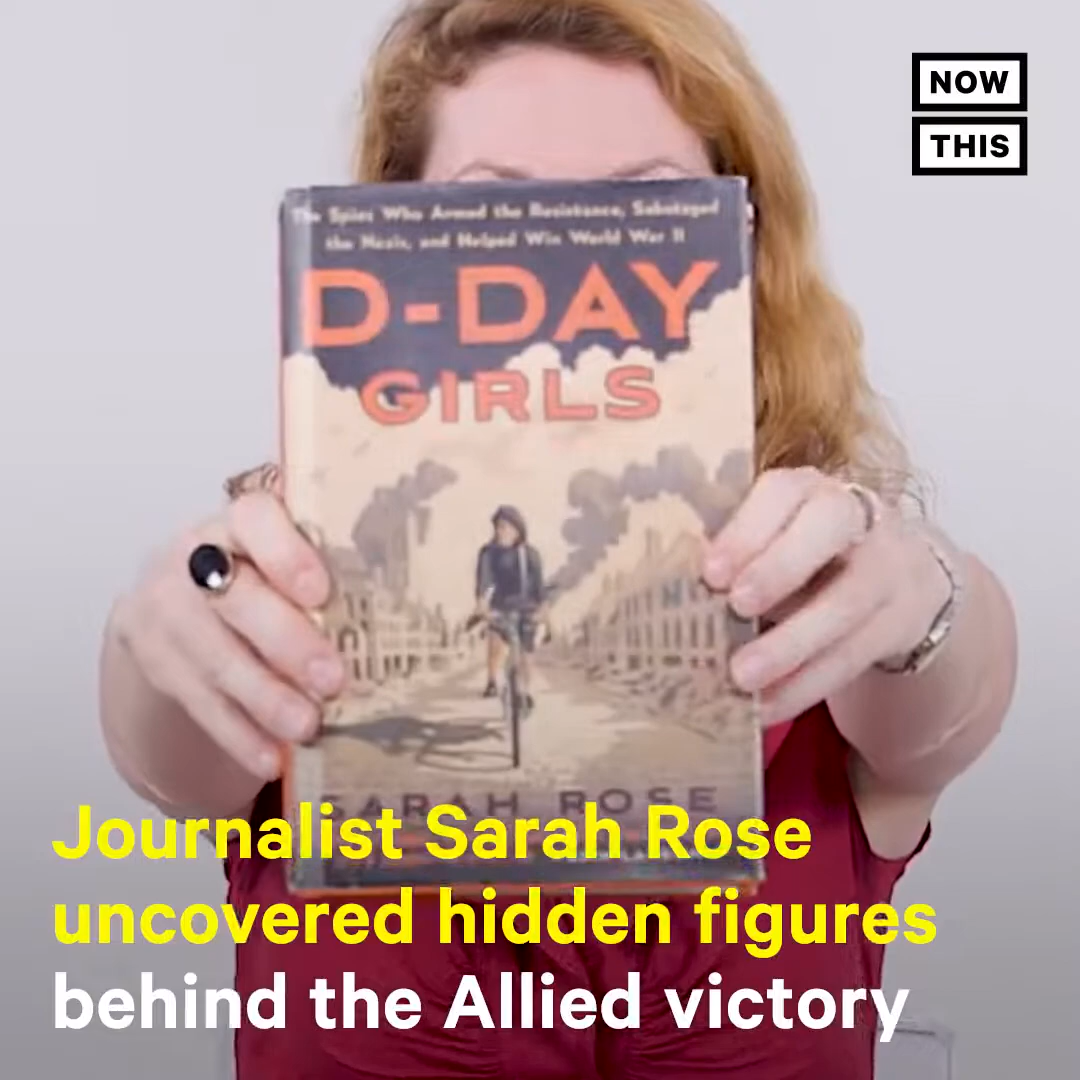 NOW
THIS
The Spies Who Armed the Resistance, Sabotaged
the Nazis, and Helped Win World War II
D-DAY
GIRLS
SARAH ROSE
Journalist Sarah Rose
uncovered hidden figures
behind the Allied victory